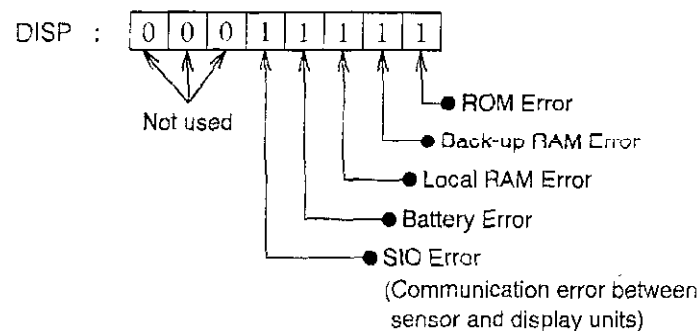 DISP : 0 0 0 1 1 1 1 1
ROM Error
Not used
Back-up RAM Error
Local RAM Error
Battery Error
SIO Error
(Communication error between
sensor and display units)